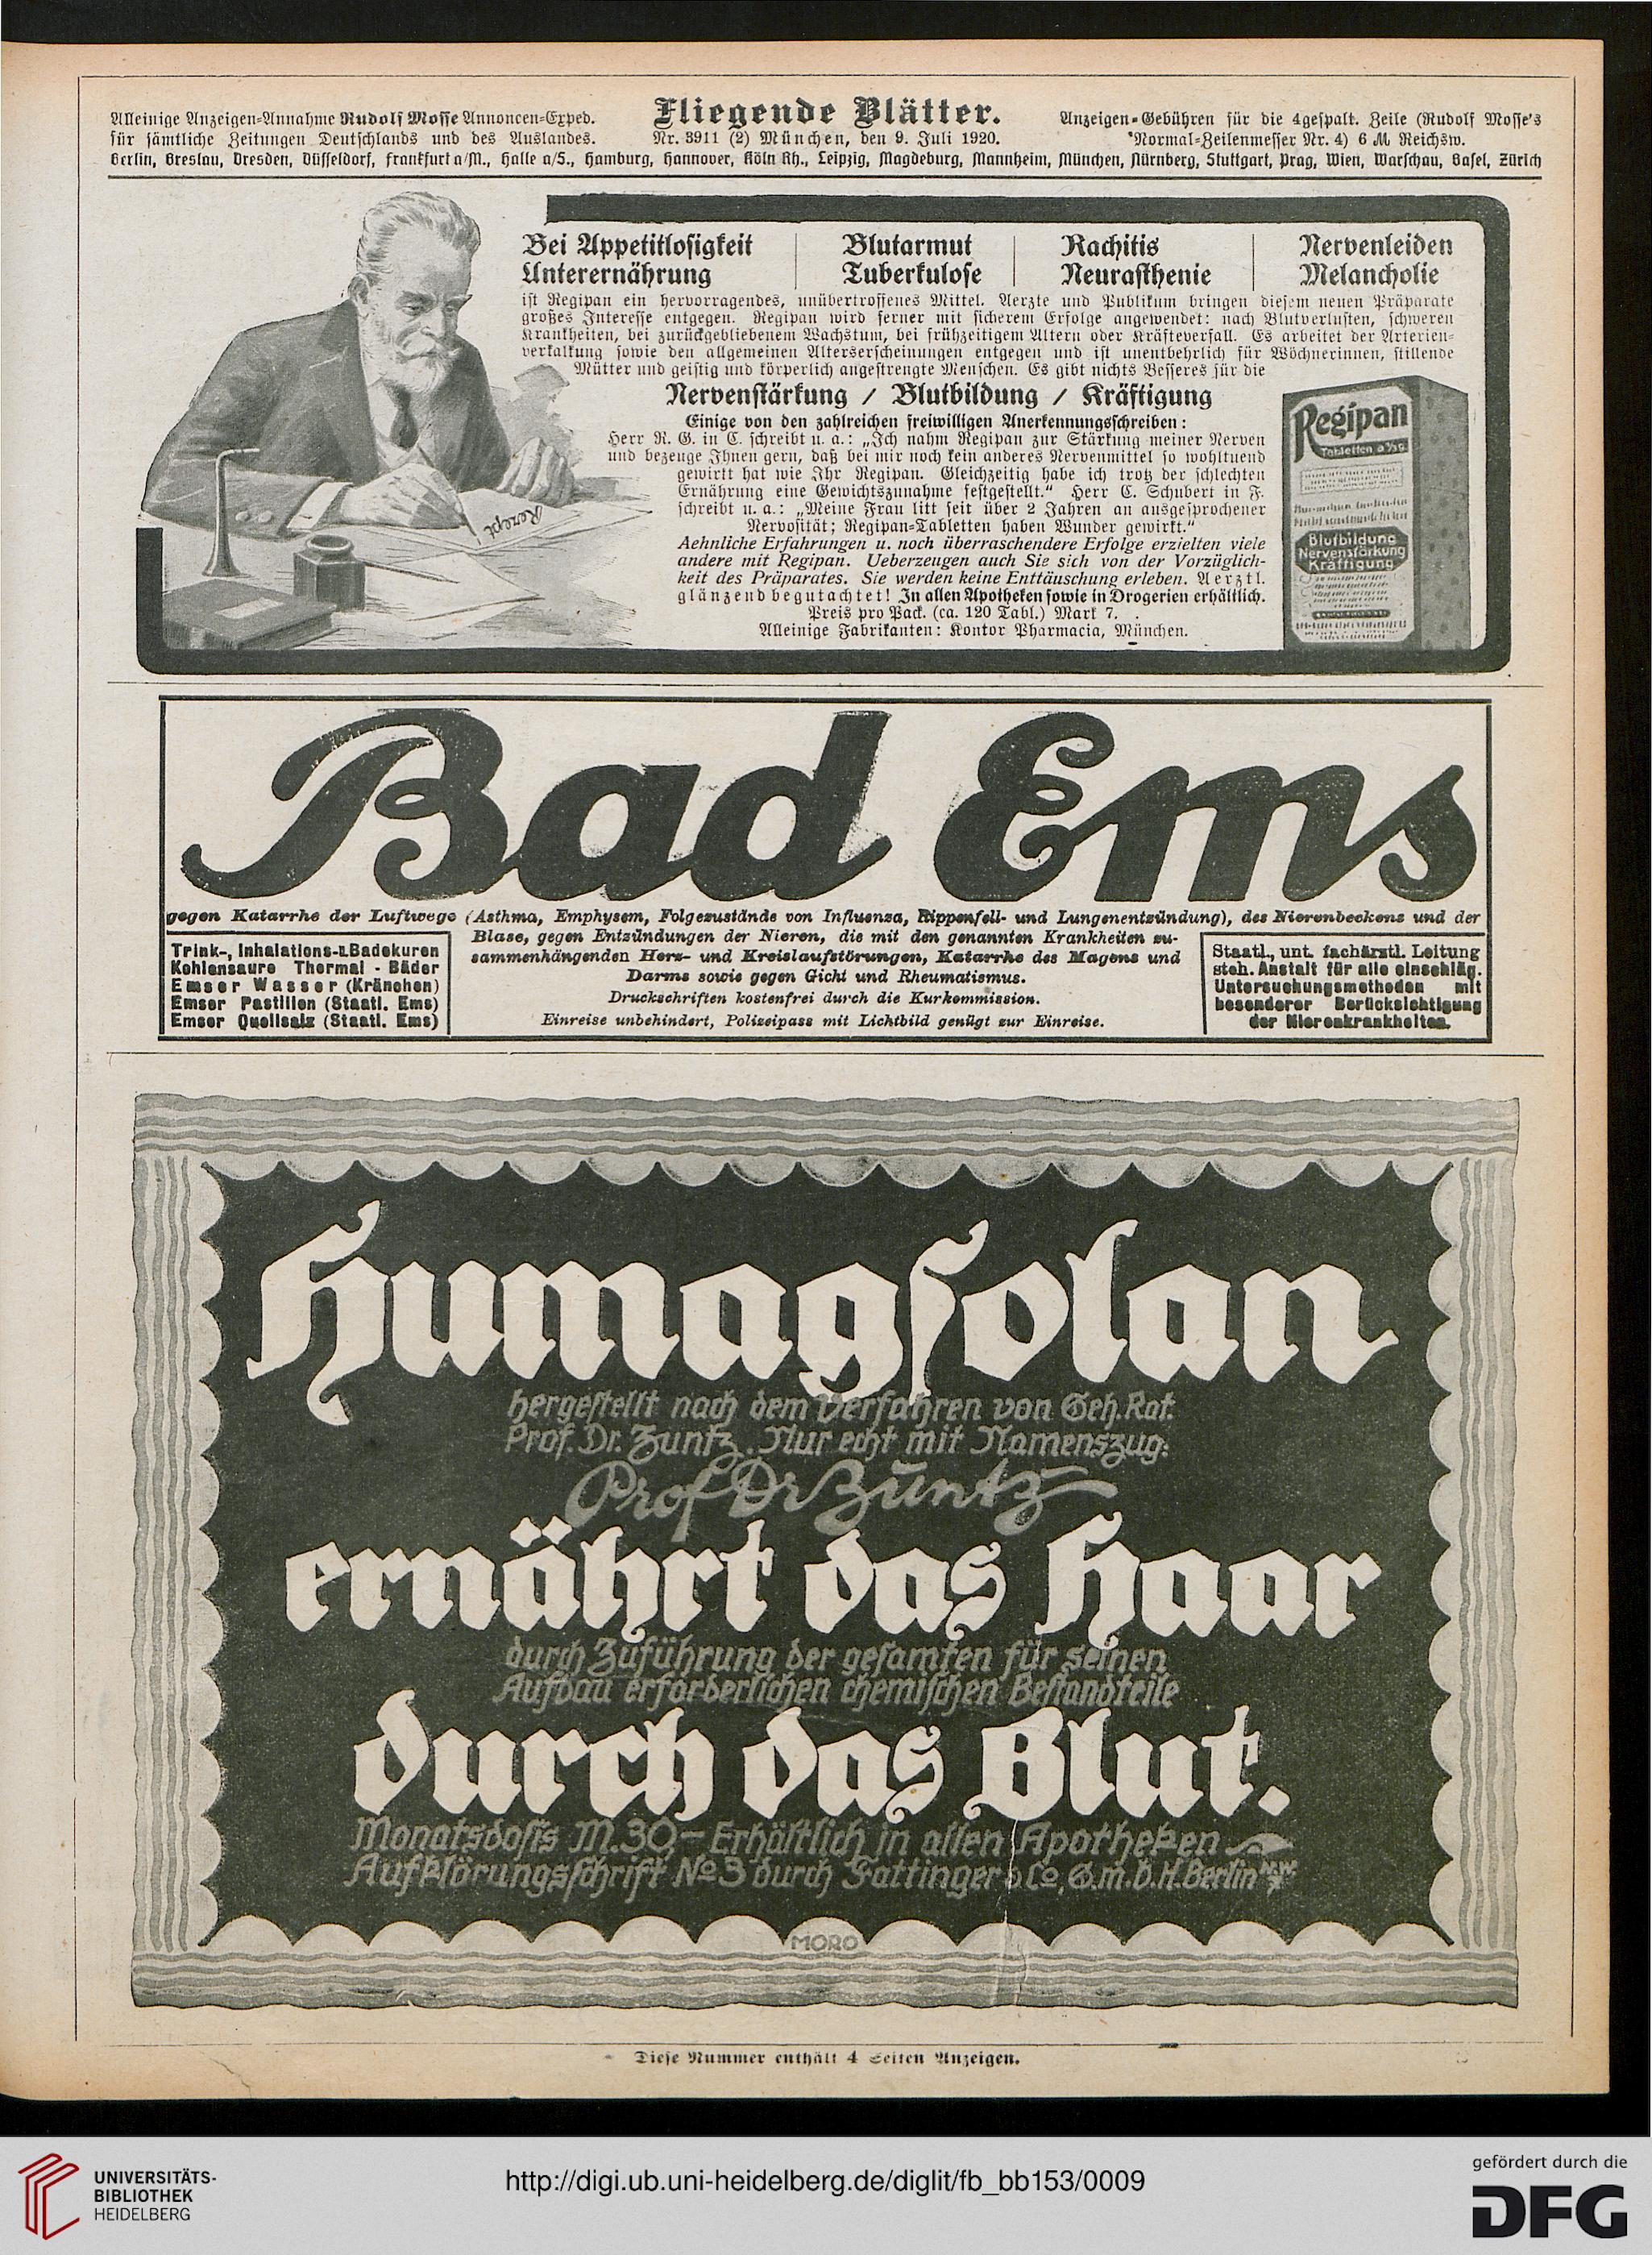 Alleinige Anzeigen-Annahme Rudolf Mosse Annoncen-Exped.
für sämtliche Zeitungen Deutschlands und des Auslandes.
Fliegende Blätter.
Nr. 3911 (2) München, den 9. Juli 1920.
Anzeigen-Gebühren für die 4gespalt. Zeile (Rudolf Mosse's
Normal-Zeilenmesser Nr. 4) 6 M Reichsw.
Berlin, Breslau, Dresden, Düsseldorf, Frankfurt a/M., Halle a/S., Hamburg, Hannover, Köln Rh., Leipzig, Magdeburg, Mannheim, München, Nürnberg, Stuttgart, Prag, Wien, Warschau, Basel, Zürich
Bei Appetitlosigkeit | Blutarmut | Rachitis | Nervenleiden
Unterernährung | Tuberkulose | Neurasthenie | Melancholie
ist Regipan ein hervorragendes, unübertroffenes Mittel. Aerzte und Publikum bringen diesem neuen Präparate
großes Interesse entgegen. Regipan wird ferner mit sicherem Erfolge angewendet: nach Blutverlusten, schweren
Krankheiten, bei zurückgebliebenem Wachstum, bei frühzeitigem Altern oder Kräfteverfall. Es arbeitet der Arterien-
verkalkung sowie den allgemeinen Alterserscheinungen entgegen und ist unentbehrlich für Wöchnerinnen, stillende
Mütter und geistig und körperlich angestrengte Menschen. Es gibt nichts Besseres für die
Nervenstärkung / Blutbildung / Kräftigung
Einige von den zahlreichen freiwilligen Anerkennungsschreiben:
Herr R. G. in C. schreibt u. a.: „Ich nahm Regipan zur Stärkung meiner Nerven
und bezeuge Ihnen gern, daß bei mir noch kein anderes Nervenmittel so wohltuend
gewirkt hat wie Ihr Regipan. Gleichzeitig habe ich trotz der schlechten
Ernährung eine Gewichtszunahme festgestellt.“ Herr C. Schubert in F.
schreibt u. a.: „Meine Frau litt seit über 2 Jahren an ausgesprochener
Nervosität; Regipan-Tabletten haben Wunder gewirkt.“
Aehnliche Erfahrungen u. noch überraschendere Erfolge erzielten viele
andere mit Regipan. Ueberzeugen auch Sie sich von der Vorzüglich-
keit des Präparates. Sie werden keine Enttäuschung erleben. Aerztl.
glänzend begutachtet! In allen Apotheken sowie in Drogerien erhältlich.
Preis pro Pack. (ca. 120 Tabl.) Mark 7.
Alleinige Fabrikanten: Kontor Pharmacia, München.
Rezept
Regipan
Tabletten
Blutbildung
Nervenstärkung
Kräftigung
Bad Ems
gegen Katarrhe der Luftwege (Asthma, Emphysem, Folgezustände von Influenza, Rippenfell- und Lungenentzündung), des Nierenbeckens und der
Blase, gegen Entzündungen der Nieren, die mit den genannten Krankheiten zu-
sammenhängenden Herz- und Kreislaufstörungen, Katarrhe des Magens und
Darms sowie gegen Gicht und Rheumatismus.
Druckschriften kostenfrei durch die Kurkommission.
Einreise unbehindert, Polizeipass mit Lichtbild genügt zur Einreise.
Trink-, Inhalations-u.Badekuren
Kohlensaure Thermal-Bäder
Emser Wasser (Kränchen)
Emser Pastillen (Staatl. Ems)
Emser Quellsalz (Staatl. Ems)
Staatl., unt. fachärztl. Leitung
steh. Anstalt für alle einschläg.
Untersuchungsmethoden mit
besonderer Berücksichtigung
der Nierenkrankheiten.
Humagsolan
hergestellt nach dem Verfahren von Geh. Rat.
Prof. Dr. Zuntz. Nur echt mit Namenszug:
Prof Dr Zuntz
ernährt das Haar
durch Zuführung der gesamten für seinen
Aufbau erforderlichen chemischen Bestandteile
durch das Blut.
Monatsdosis M.30,- Erhältlich in allen Apotheken
Aufklärungsschrift No 3 durch Fattinger & Co, G.m.b.H. Berlin N.W. 7
MORO
Diese Nummer enthält 4 Seiten Anzeigen.
UNIVERSITÄTS-
BIBLIOTHEK
HEIDELBERG
http://digi.ub.uni-heidelberg.de/diglit/fb_bb153/0009
gefördert durch die
DFG